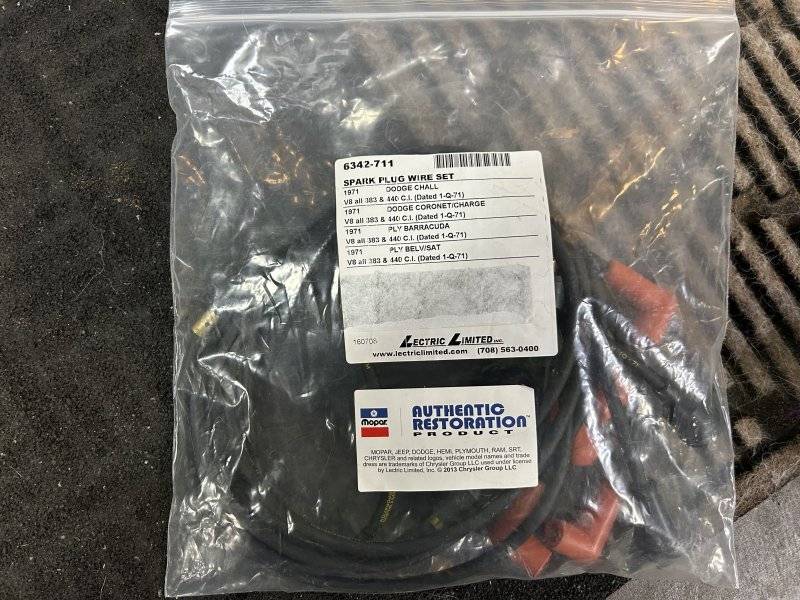 6342-711
SPARK PLUG WIRE SET
1971 DODGE CHALL
V8 all 383 & 440 C.I. (Dated 1-Q-71)
1971 DODGE CORONET/CHARGE
V8 all 383 & 440 C.I. (Dated 1-Q-71)
1971 PLY BARRACUDA
V8 all 383 & 440 C.I. (Dated 1-Q-71)
1971 PLY BELV/SAT
V8 all 383 & 440 C.I. (Dated 1-Q-71)
160708
LECTRIC LIMITED INC.
www.lectriclimited.com (708) 563-0400
Mopar
AUTHENTIC
RESTORATION™
PRODUCT
MOPAR, JEEP, DODGE, HEMI, PLYMOUTH, RAM, SRT,
CHRYSLER and related logos, vehicle model names and trade
dress are trademarks of Chrysler Group LLC used under license
by Lectric Limited, Inc. © 2013 Chrysler Group LLC